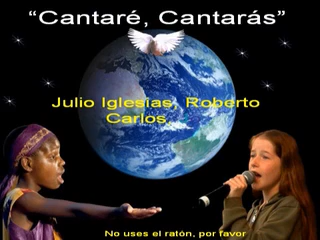 “Cantaré, Cantarás”
Julio Iglesias, Roberto
Carlos,
No uses el ratón, por favor